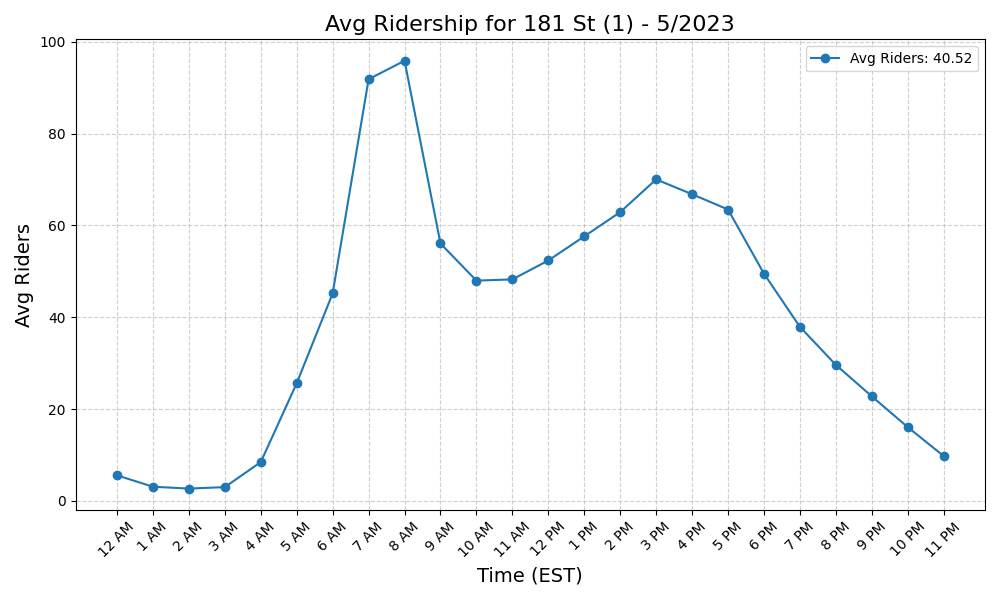 Avg Ridership for 181 St (1) - 5/2023
Avg Riders: 40.52
Avg Riders
100
80
60
40
20
0
12 AM
1 AM
2 AM
3 AM
4 AM
5 AM
6 AM
7 AM
8 AM
9 AM
10 AM
11 AM
12 PM
1 PM
2 PM
3 PM
4 PM
5 PM
6 PM
7 PM
8 PM
9 PM
10 PM
11 PM
Time (EST)